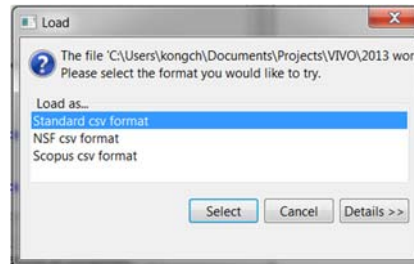 Load
The file 'C:\Users\kongch\Documents\Projects\VIVO\2013 wor
Please select the format you would like to try.
Load as...
Standard csv format
NSF csv format
Scopus csv format
Select Cancel Details >>